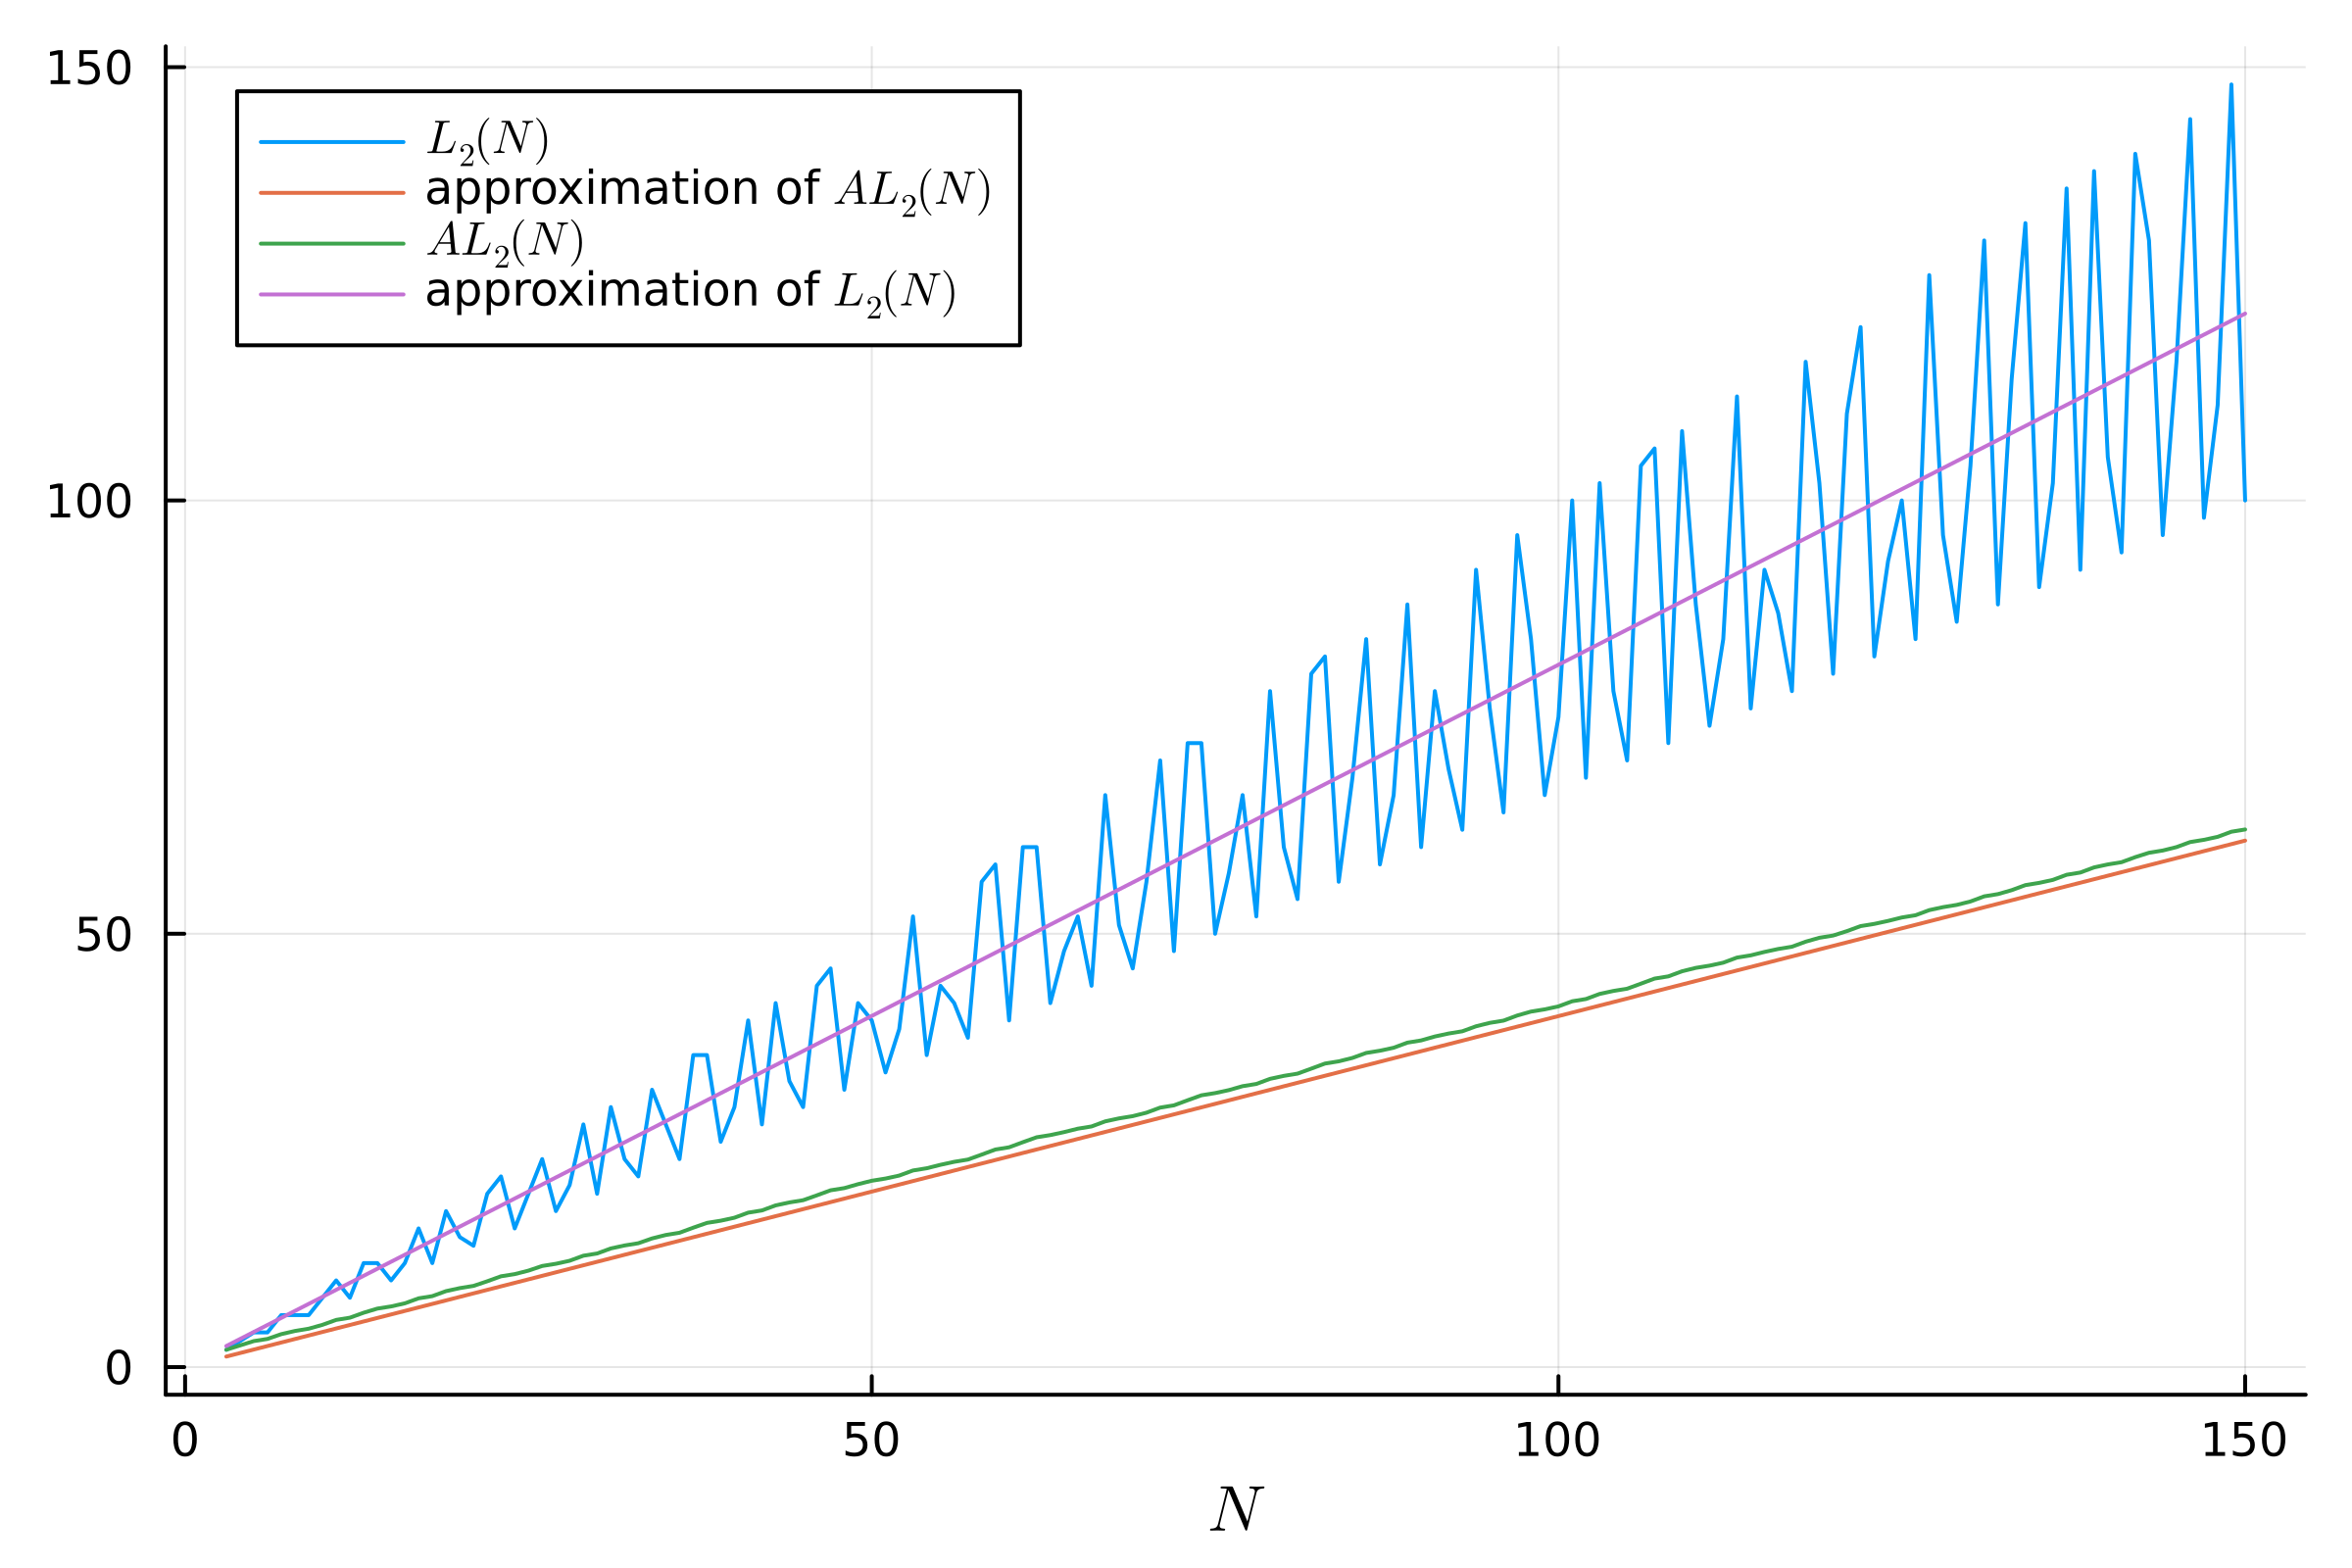 150
100
50
0
L₂(N)
approximation of AL₂(N)
AL₂(N)
approximation of L₂(N)
0 50 100 150
N